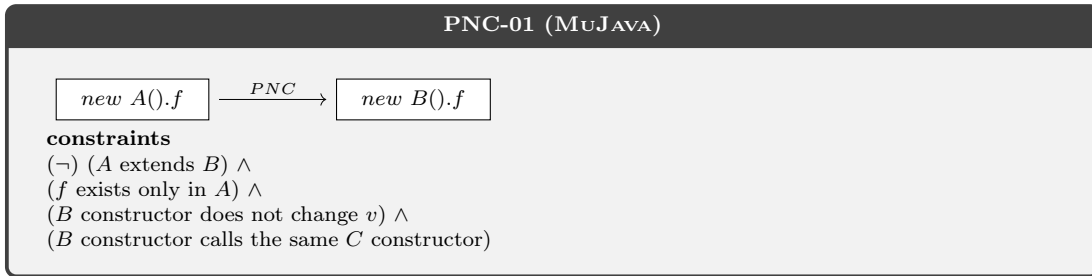 PNC-01 (MuJava)
new A().f PNC new B().f
constraints
(¬) (A extends B) ∧
(f exists only in A) ∧
(B constructor does not change v) ∧
(B constructor calls the same C constructor)